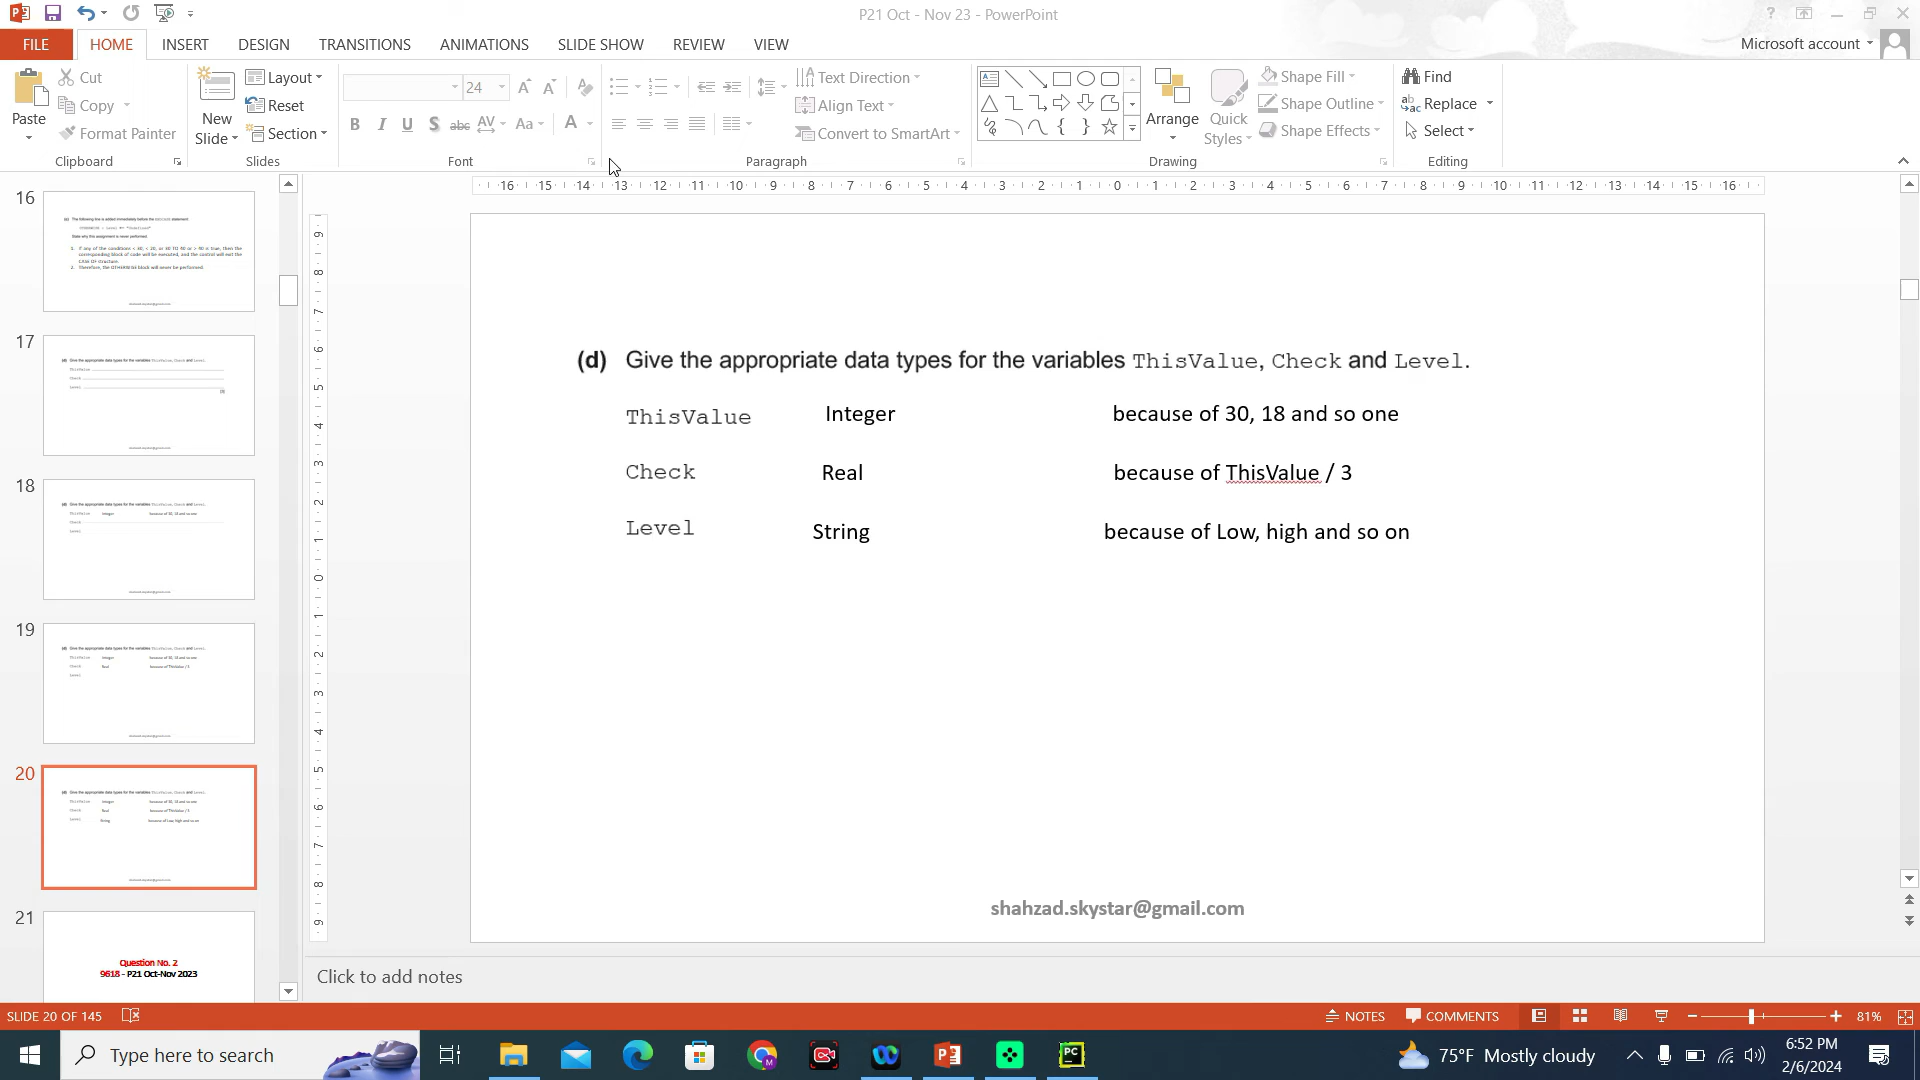 P21 Oct - Nov 23 - PowerPoint
FILE HOME INSERT DESIGN TRANSITIONS ANIMATIONS SLIDE SHOW REVIEW VIEW Microsoft account
Cut
Copy
Format Painter
Paste
Clipboard
New Slide
Layout
Reset
Section
Slides
24
Font
Text Direction
Align Text
Convert to SmartArt
Paragraph
Arrange
Quick Styles
Shape Fill
Shape Outline
Shape Effects
Drawing
Find
Replace
Select
Editing
16
17
18
19
20
21
Question No. 2
9618 - P21 Oct-Nov 2023
(d) Give the appropriate data types for the variables ThisValue, Check and Level.
ThisValue Integer because of 30, 18 and so one
Check Real because of ThisValue / 3
Level String because of Low, high and so on
shahzad.skystar@gmail.com
Click to add notes
SLIDE 20 OF 145 NOTES COMMENTS 81%
Type here to search 75°F Mostly cloudy 6:52 PM
2/6/2024